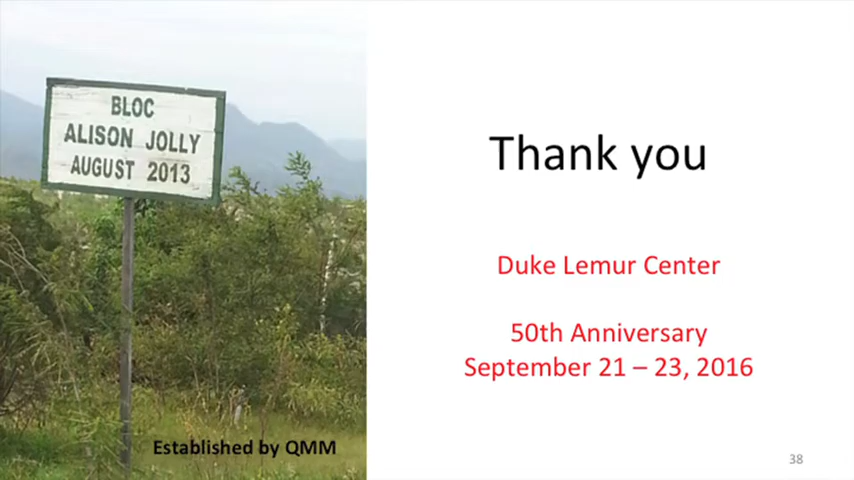 BLOC
ALISON JOLLY
AUGUST 2013
Established by QMM
Thank you
Duke Lemur Center
50th Anniversary
September 21 – 23, 2016
38